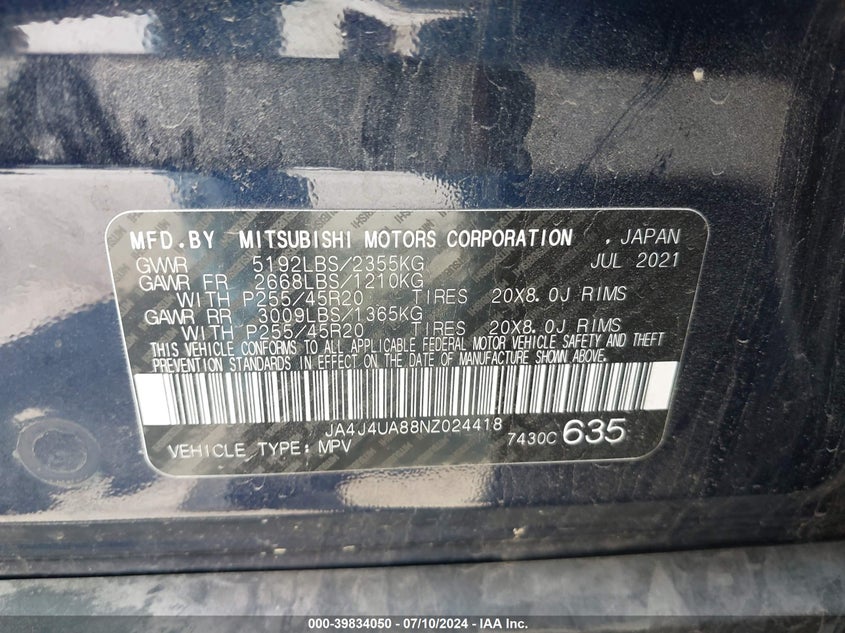 MFD.BY MITSUBISHI MOTORS CORPORATION , JAPAN
GVWR 5192LBS/2355KG JUL 2021
GAWR FR 2668LBS/1210KG
WITH P255/45R20 TIRES 20X8.0J RIMS
GAWR RR 3009LBS/1365KG
WITH P255/45R20 TIRES 20X8.0J RIMS
THIS VEHICLE CONFORMS TO ALL APPLICABLE FEDERAL MOTOR VEHICLE SAFETY AND THEFT
PREVENTION STANDARDS IN EFFECT ON THE DATE OF MANUFACTURE SHOWN ABOVE.
JA4J4UA88NZ024418
VEHICLE TYPE: MPV 7430C 635
000-39834050 / 07/10/2024 - IAA Inc.